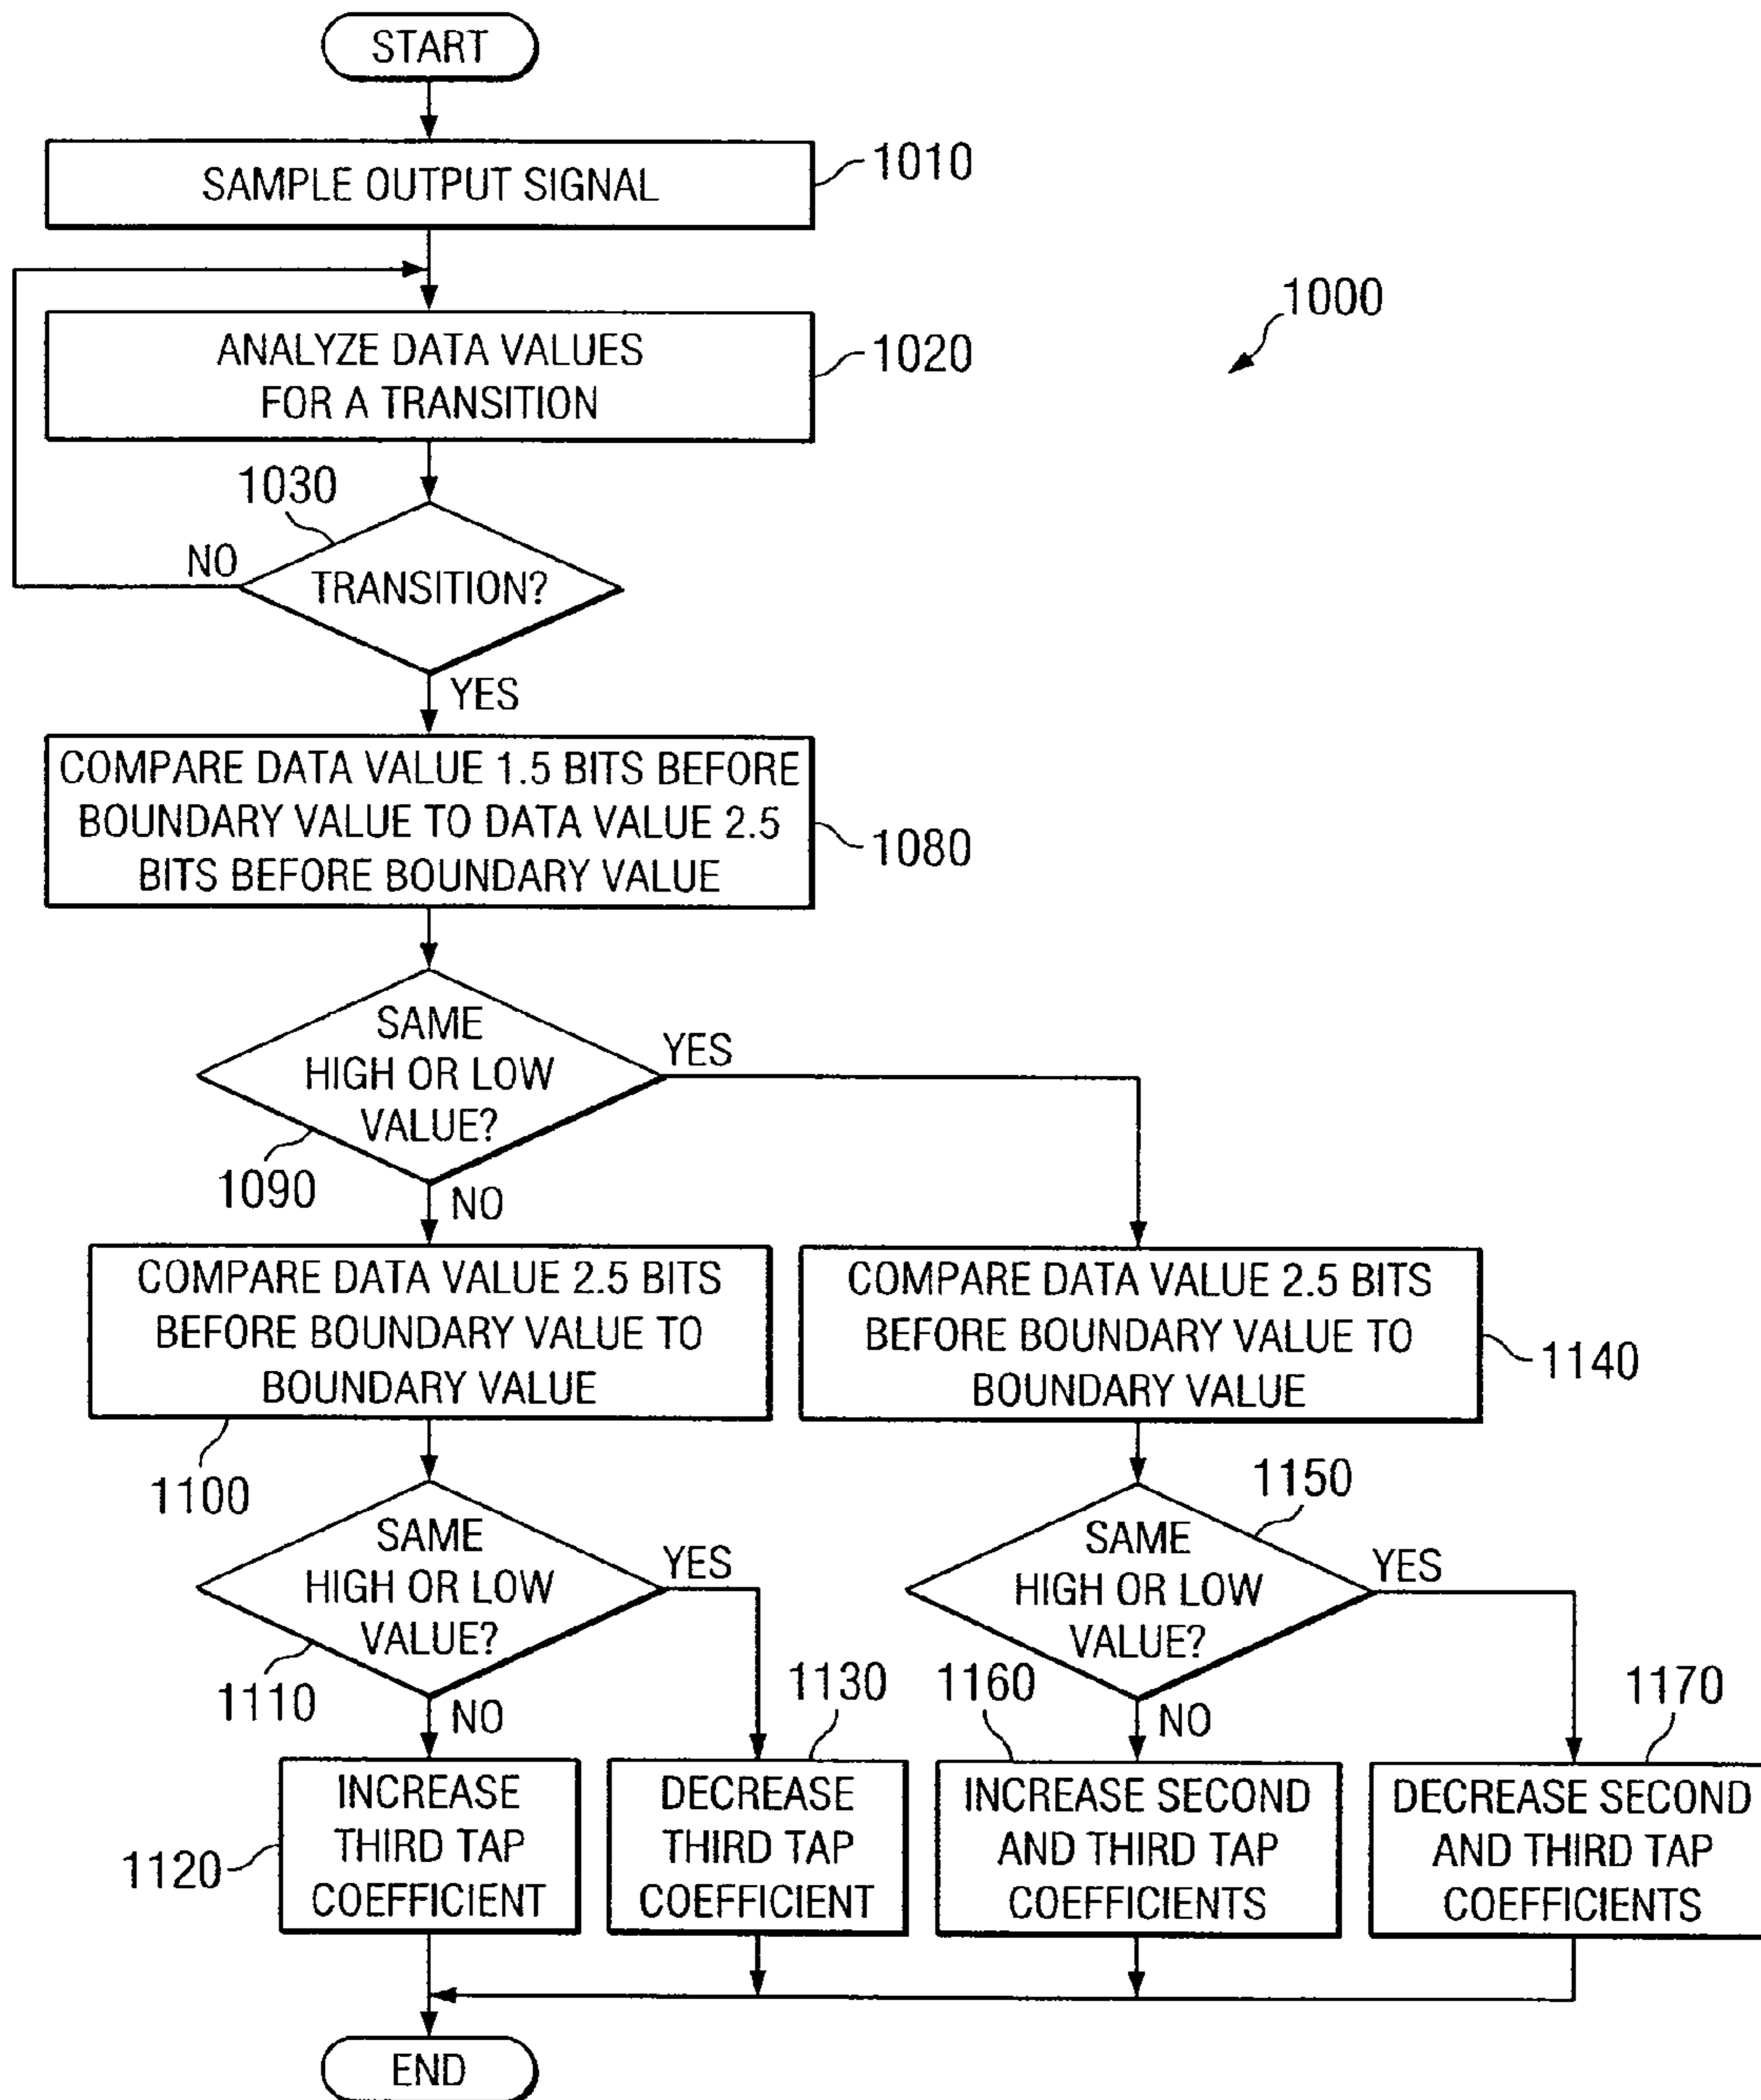 START
SAMPLE OUTPUT SIGNAL
1010
1000
ANALYZE DATA VALUES
FOR A TRANSITION
1020
1030
NO
TRANSITION?
YES
COMPARE DATA VALUE 1.5 BITS BEFORE
BOUNDARY VALUE TO DATA VALUE 2.5
BITS BEFORE BOUNDARY VALUE
1080
SAME
HIGH OR LOW
VALUE?
YES
1090
NO
COMPARE DATA VALUE 2.5 BITS
BEFORE BOUNDARY VALUE TO
BOUNDARY VALUE
1100
COMPARE DATA VALUE 2.5 BITS
BEFORE BOUNDARY VALUE TO
BOUNDARY VALUE
1140
SAME
HIGH OR LOW
VALUE?
YES
1110
NO
1150
SAME
HIGH OR LOW
VALUE?
YES
NO
1120
INCREASE
THIRD TAP
COEFFICIENT
1130
DECREASE
THIRD TAP
COEFFICIENT
1160
INCREASE SECOND
AND THIRD TAP
COEFFICIENTS
1170
DECREASE SECOND
AND THIRD TAP
COEFFICIENTS
END